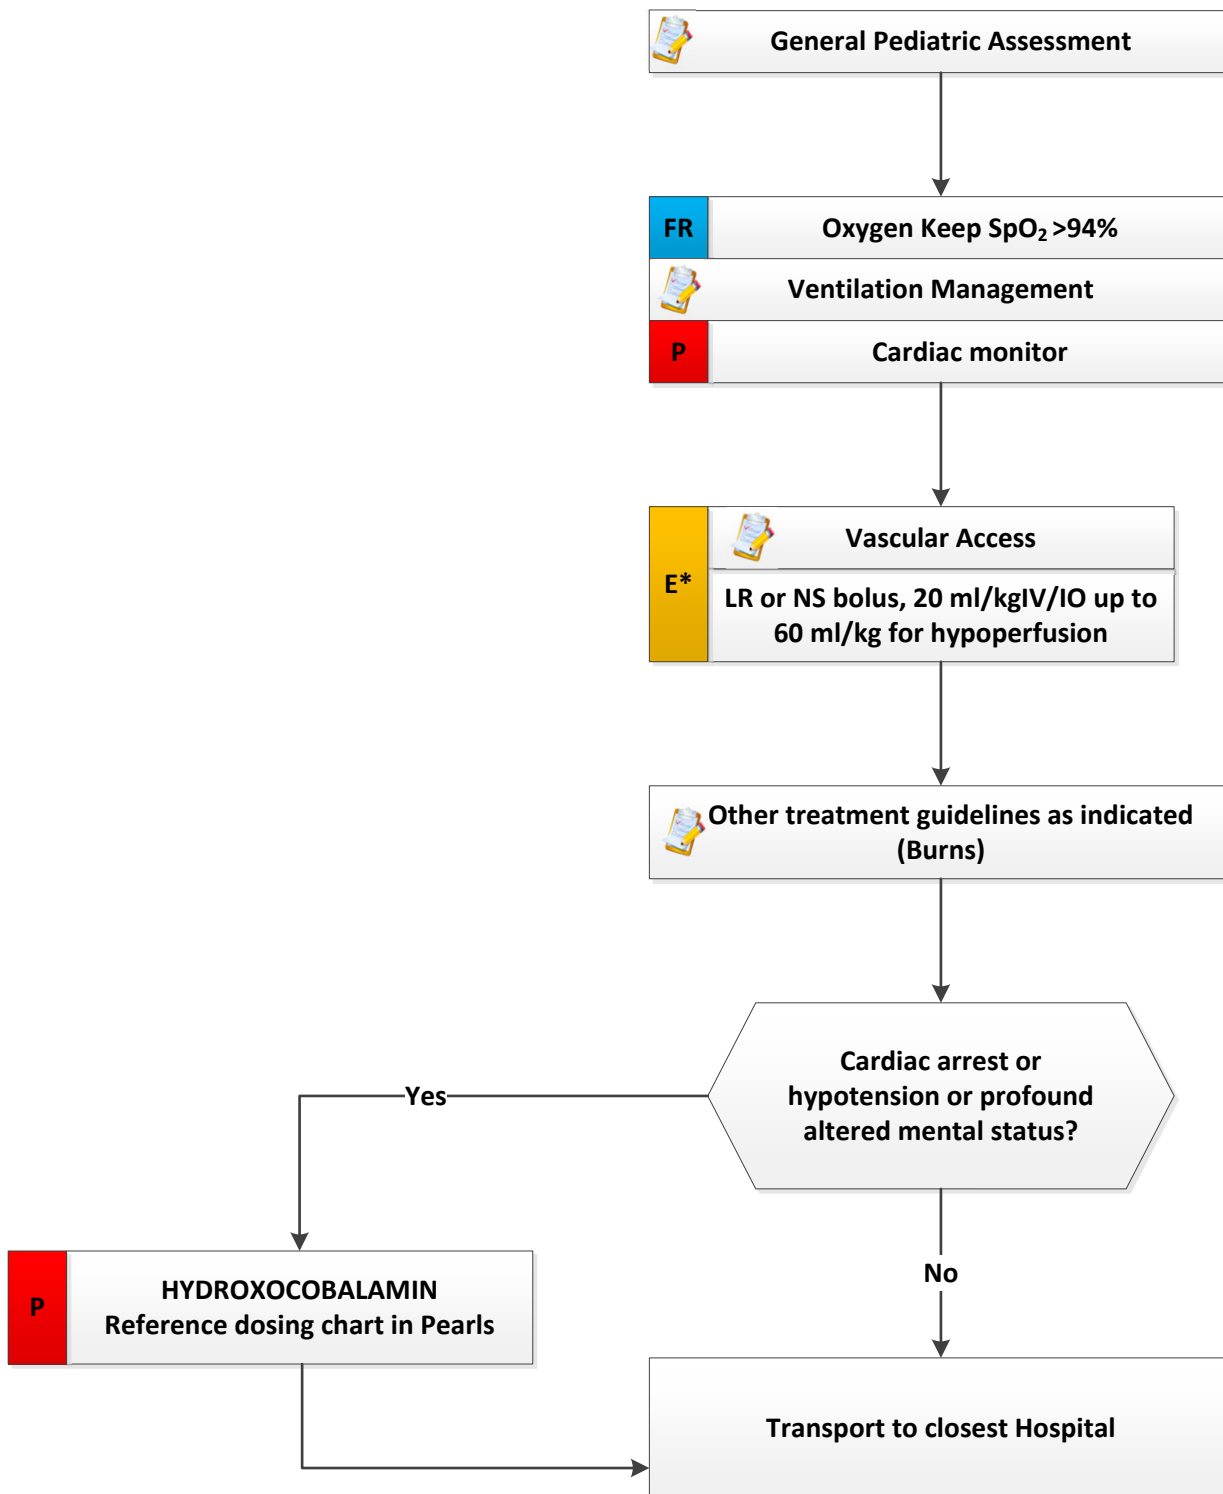 General Pediatric Assessment
FR
Oxygen Keep SpO₂ >94%
Ventilation Management
P
Cardiac monitor
E*
Vascular Access
LR or NS bolus, 20 ml/kgIV/IO up to
60 ml/kg for hypoperfusion
Other treatment guidelines as indicated
(Burns)
Cardiac arrest or
hypotension or profound
altered mental status?
Yes
No
P
HYDROXOCOBALAMIN
Reference dosing chart in Pearls
Transport to closest Hospital